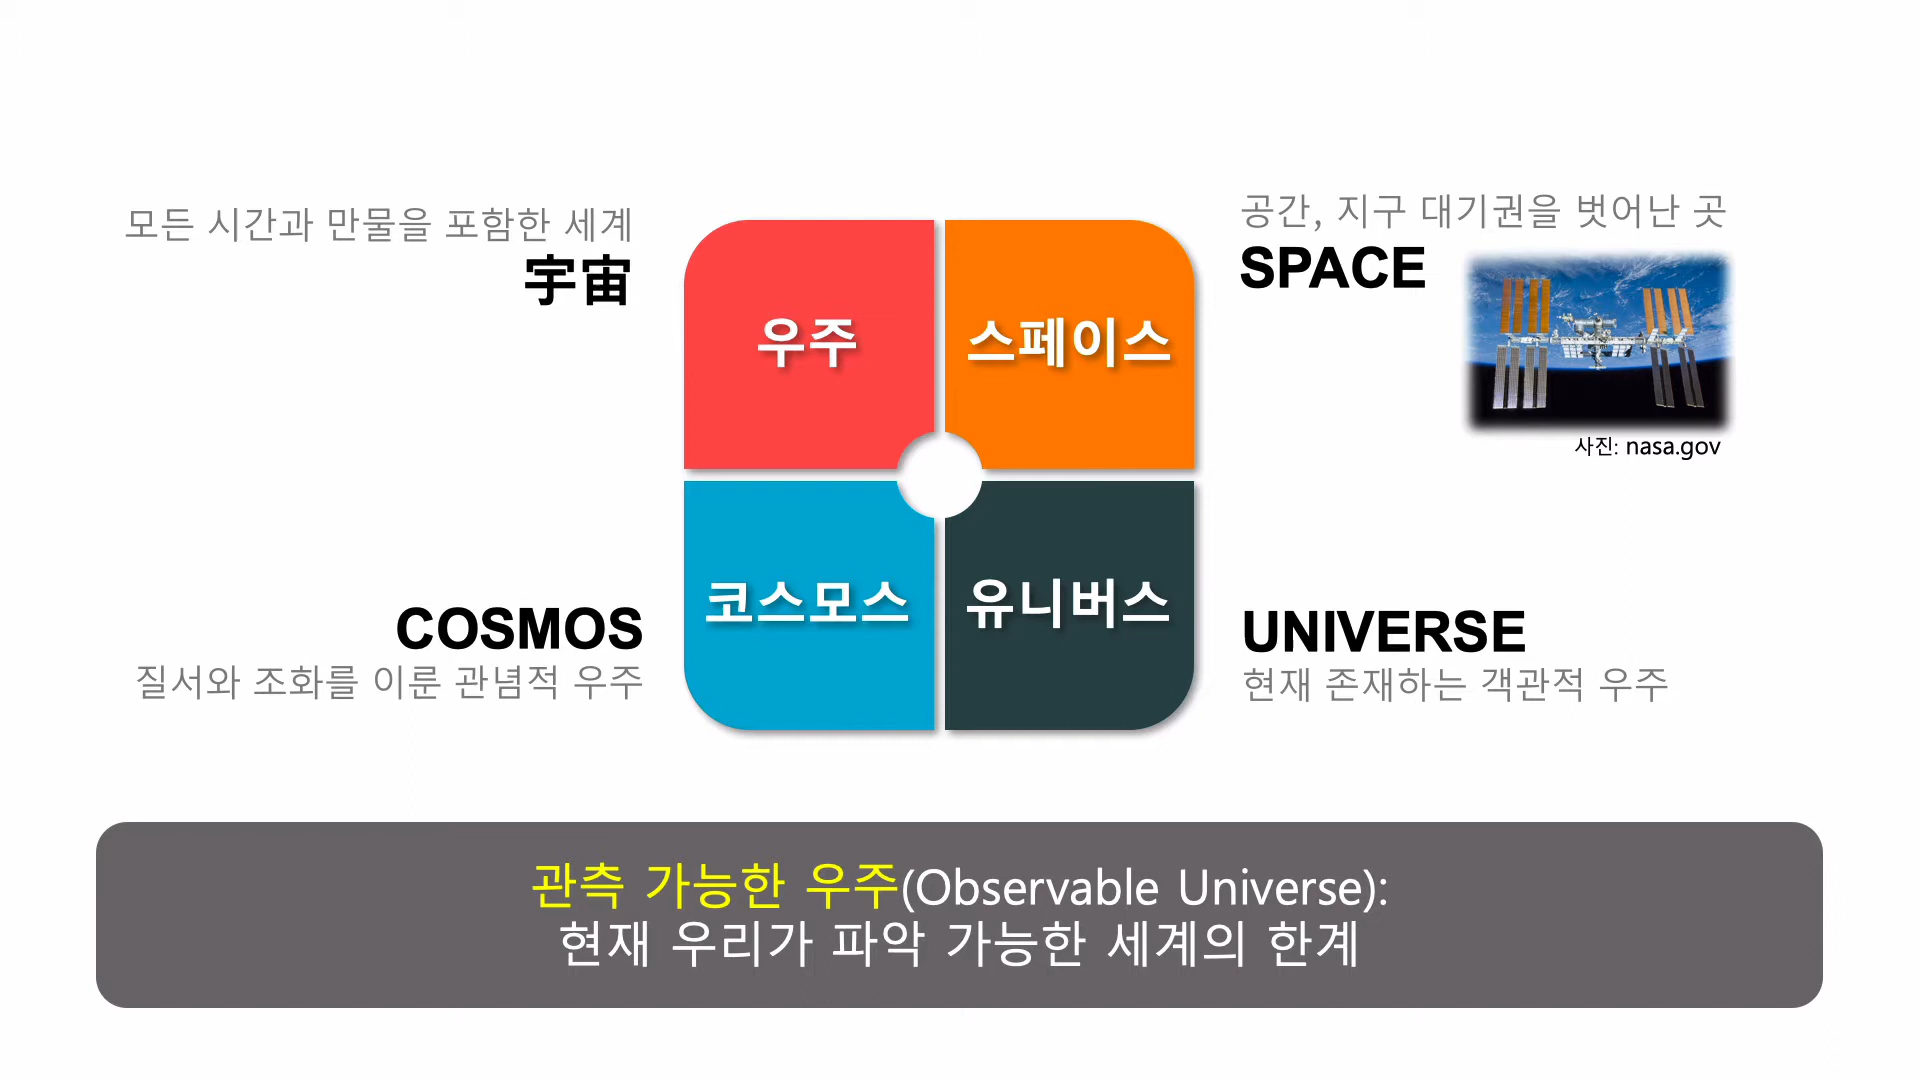 모든 시간과 만물을 포함한 세계
宇宙
공간, 지구 대기권을 벗어난 곳
SPACE
우주
스페이스
사진: nasa.gov
코스모스
유니버스
COSMOS
질서와 조화를 이룬 관념적 우주
UNIVERSE
현재 존재하는 객관적 우주
관측 가능한 우주(Observable Universe):
현재 우리가 파악 가능한 세계의 한계